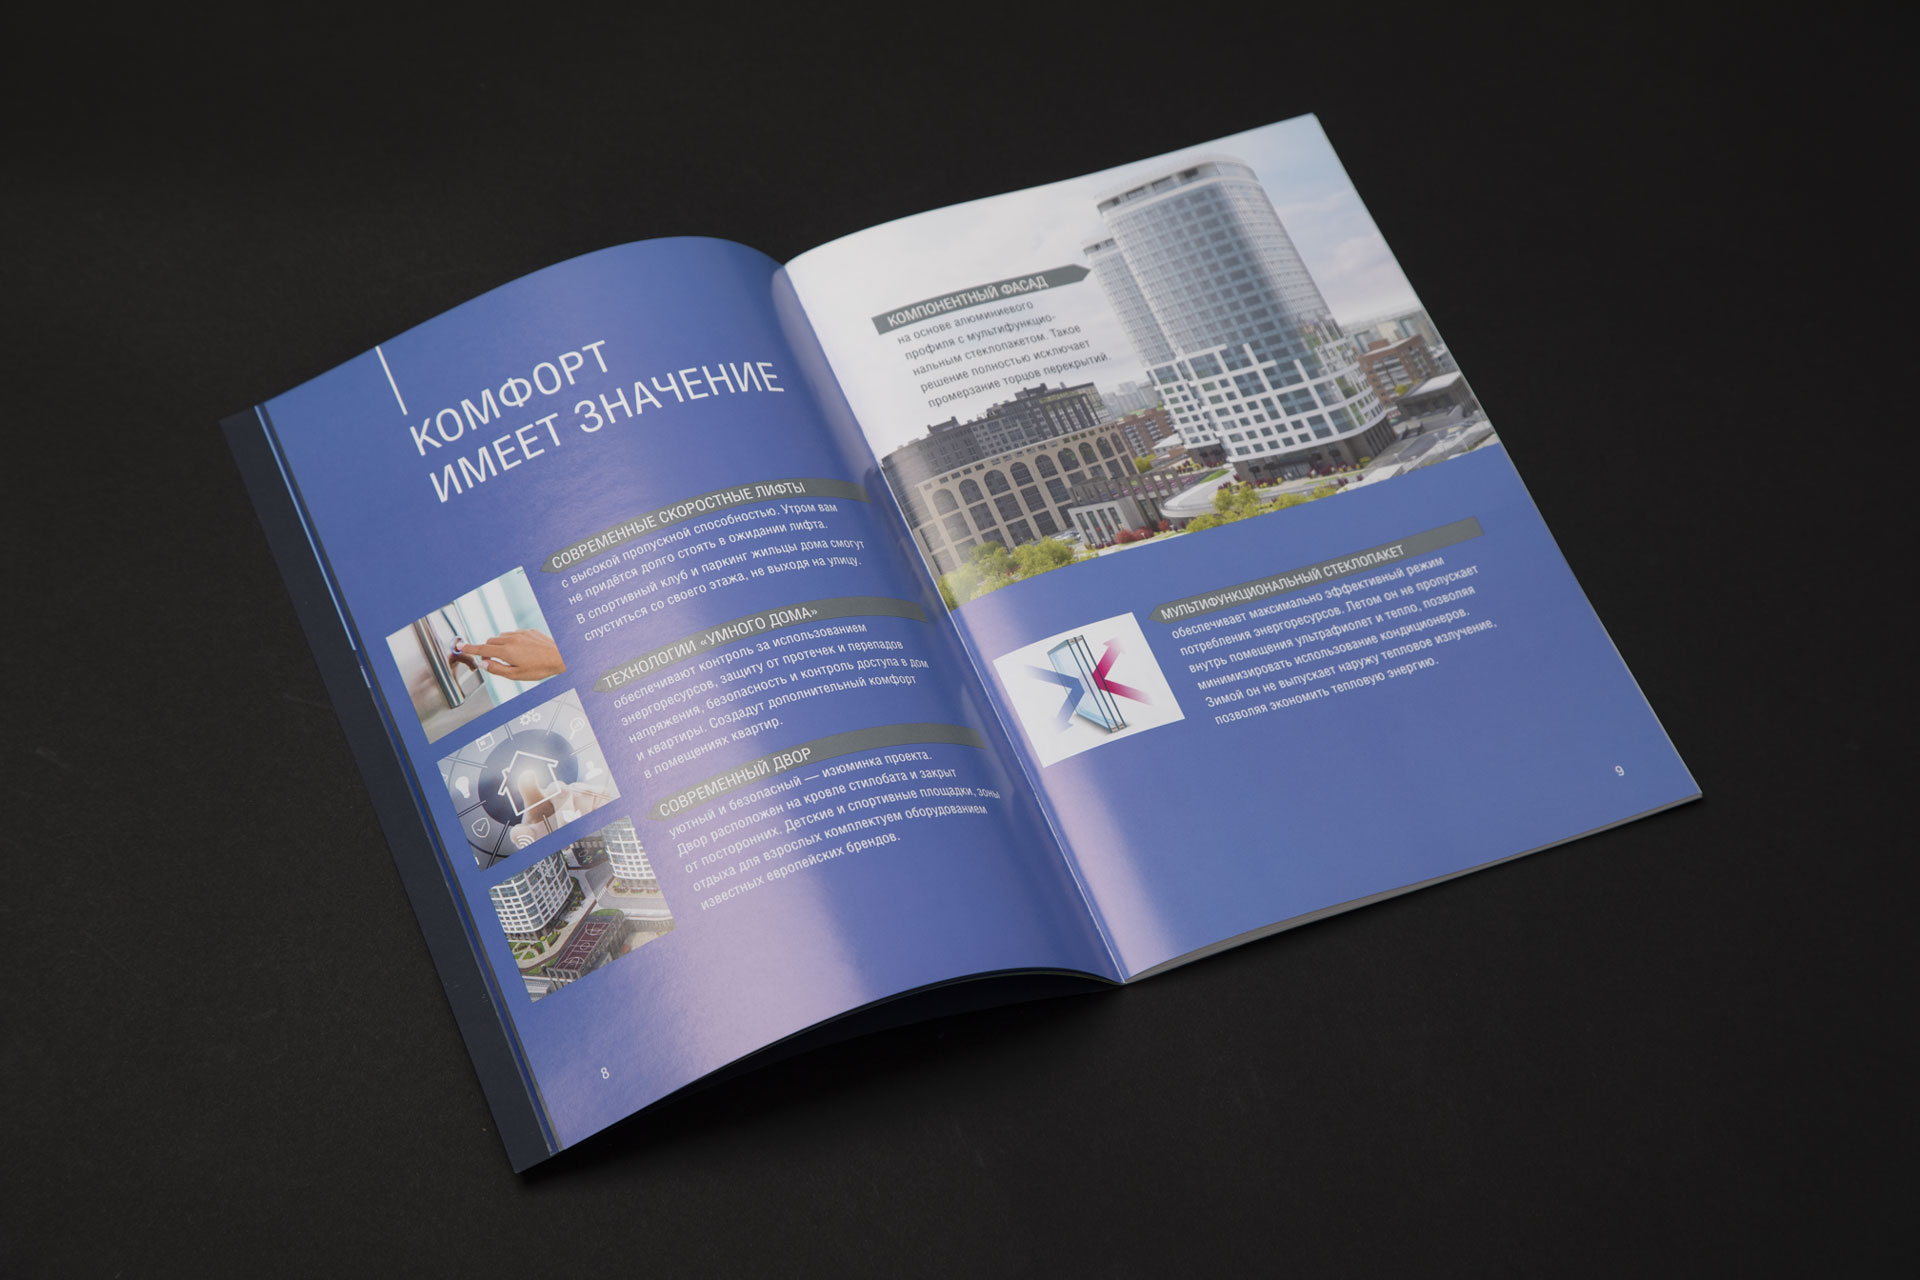 КОМФОРТ
ИМЕЕТ ЗНАЧЕНИЕ
СОВРЕМЕННЫЕ СКОРОСТНЫЕ ЛИФТЫ
с высокой пропускной способностью. Утром вам
не придётся долго стоять в ожидании лифта.
В спортивный клуб и паркинг жильцы дома смогут
спуститься со своего этажа, не выходя на улицу.
ТЕХНОЛОГИИ «УМНОГО ДОМА»
обеспечивают контроль за использованием
энергоресурсов, защиту от протечек и перепадов
напряжения, безопасность и контроль доступа в дом
и квартиры. Создадут дополнительный комфорт
в помещениях квартир.
СОВРЕМЕННЫЙ ДВОР
уютный и безопасный — изюминка проекта.
Двор расположен на кровле стилобата и закрыт
от посторонних. Детские и спортивные площадки, зоны
отдыха для взрослых комплектуем оборудованием
известных европейских брендов.
8
КОМПОНЕНТНЫЙ ФАСАД
на основе алюминиевого
профиля с мультифункцио-
нальным стеклопакетом. Такое
решение полностью исключает
промерзание торцов перекрытий.
МУЛЬТИФУНКЦИОНАЛЬНЫЙ СТЕКЛОПАКЕТ
обеспечивает максимально эффективный режим
потребления энергоресурсов. Летом он не пропускает
внутрь помещения ультрафиолет и тепло, позволяя
минимизировать использование кондиционеров.
Зимой он не выпускает наружу тепловое излучение,
позволяя экономить тепловую энергию.
9